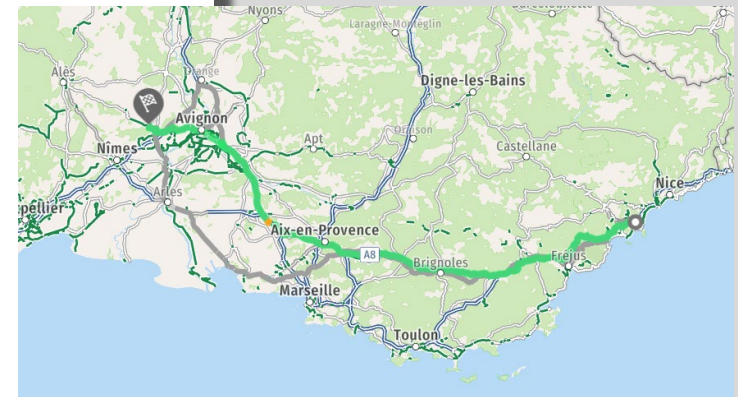 Nyons
Laragne-Montéglin
Barcelonnette
Alès
Orange
Digne-les-Bains
Avignon
Apt
Oraison
Castellane
Nîmes
Arles
Nice
pellier
Aix-en-Provence
A8
Brignoles
Fréjus
Marseille
Toulon